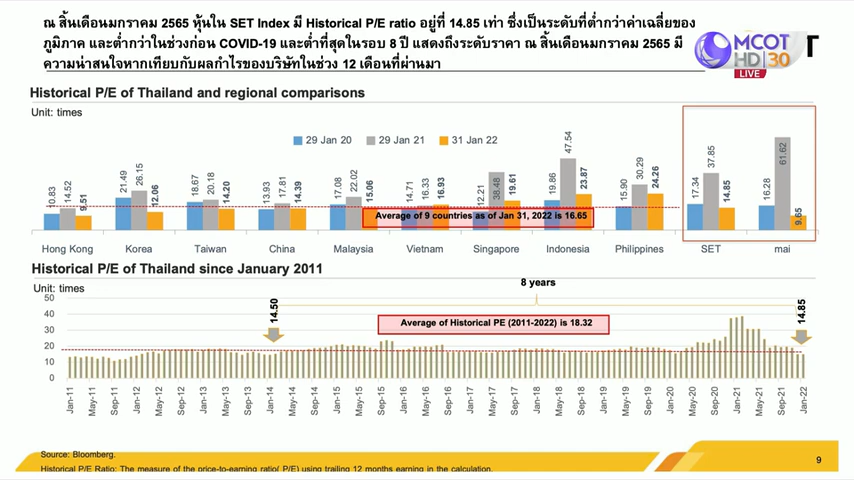 ณ สิ้นเดือนมกราคม 2565 หุ้นใน SET Index มี Historical P/E ratio อยู่ที่ 14.85 เท่า ซึ่งเป็นระดับที่ต่ำกว่าค่าเฉลี่ยของ
ภูมิภาค และต่ำกว่าในช่วงก่อน COVID-19 และต่ำที่สุดในรอบ 8 ปี แสดงถึงระดับราคา ณ สิ้นเดือนมกราคม 2565 มี
ความน่าสนใจหากเทียบกับผลกำไรของบริษัทในช่วง 12 เดือนที่ผ่านมา
MCOT
HD 30
LIVE
T
Historical P/E of Thailand and regional comparisons
Unit: times
29 Jan 20 29 Jan 21 31 Jan 22
10.83 14.52 9.51 21.49 26.15 12.06 18.67 20.18 14.20 13.93 17.81 14.39 17.08 22.02 15.06 14.71 16.33 16.93 12.21 38.48 19.61 19.86 47.54 23.87 15.90 30.29 24.26 17.34 37.85 14.85 16.28 61.62 9.65
Average of 9 countries as of Jan 31, 2022 is 16.65
Hong Kong Korea Taiwan China Malaysia Vietnam Singapore Indonesia Philippines SET mai
Historical P/E of Thailand since January 2011
Unit: times
8 years
14.50 14.85
Average of Historical PE (2011-2022) is 18.32
50
40
30
20
10
0
Jan-11 May-11 Sep-11 Jan-12 May-12 Sep-12 Jan-13 May-13 Sep-13 Jan-14 May-14 Sep-14 Jan-15 May-15 Sep-15 Jan-16 May-16 Sep-16 Jan-17 May-17 Sep-17 Jan-18 May-18 Sep-18 Jan-19 May-19 Sep-19 Jan-20 May-20 Sep-20 Jan-21 May-21 Sep-21 Jan-22
Source: Bloomberg.
Historical P/E Ratio: The measure of the price-to-earning ratio( P/E) using trailing 12 months earning in the calculation.
9